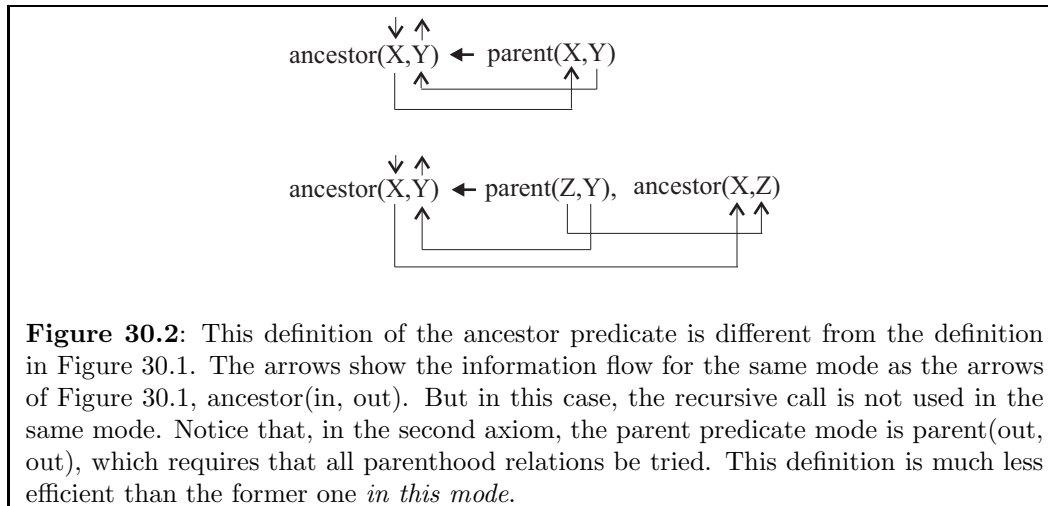 ancestor(X,Y) ← parent(X,Y)
ancestor(X,Y) ← parent(Z,Y), ancestor(X,Z)
Figure 30.2: This definition of the ancestor predicate is different from the definition
in Figure 30.1. The arrows show the information flow for the same mode as the arrows
of Figure 30.1, ancestor(in, out). But in this case, the recursive call is not used in the
same mode. Notice that, in the second axiom, the parent predicate mode is parent(out,
out), which requires that all parenthood relations be tried. This definition is much less
efficient than the former one in this mode.